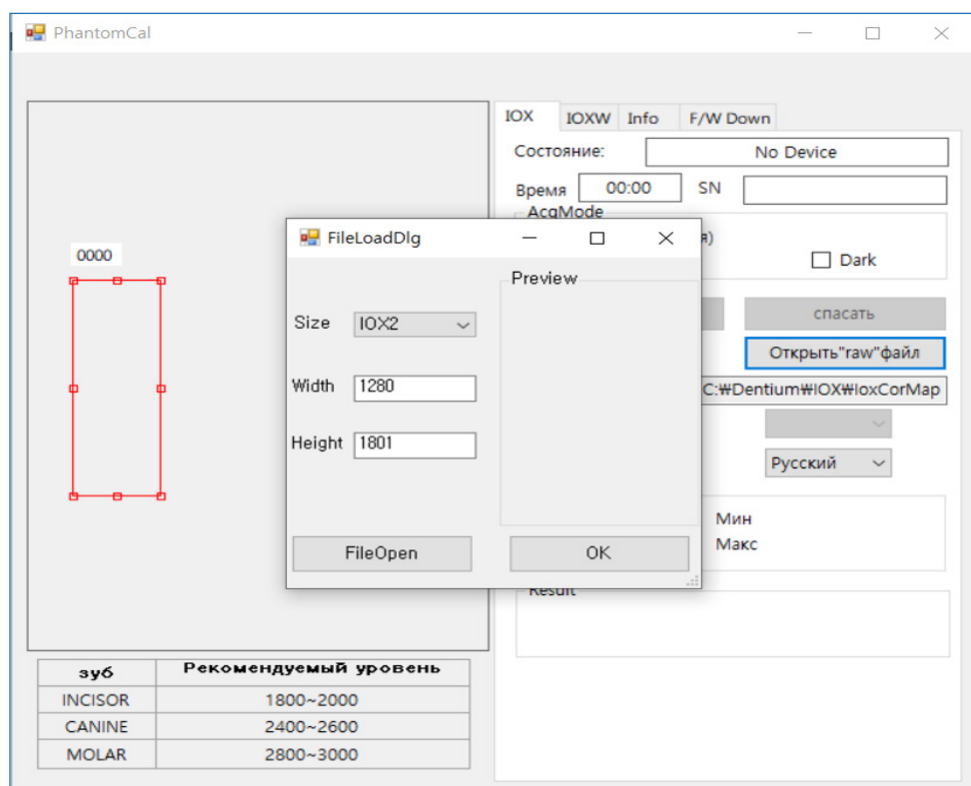 PhantomCal
IOX IOXW Info F/W Down
Состояние: No Device
Время 00:00 SN
AcqMode
я)
Dark
0000
спасать
Открыть"raw"файл
C:₩Dentium₩IOX₩IoxCorMap
Русский
Мин
Макс
Result
FileLoadDlg
Preview
Size IOX2
Width 1280
Height 1801
FileOpen OK
зуб Рекомендуемый уровень
INCISOR 1800~2000
CANINE 2400~2600
MOLAR 2800~3000